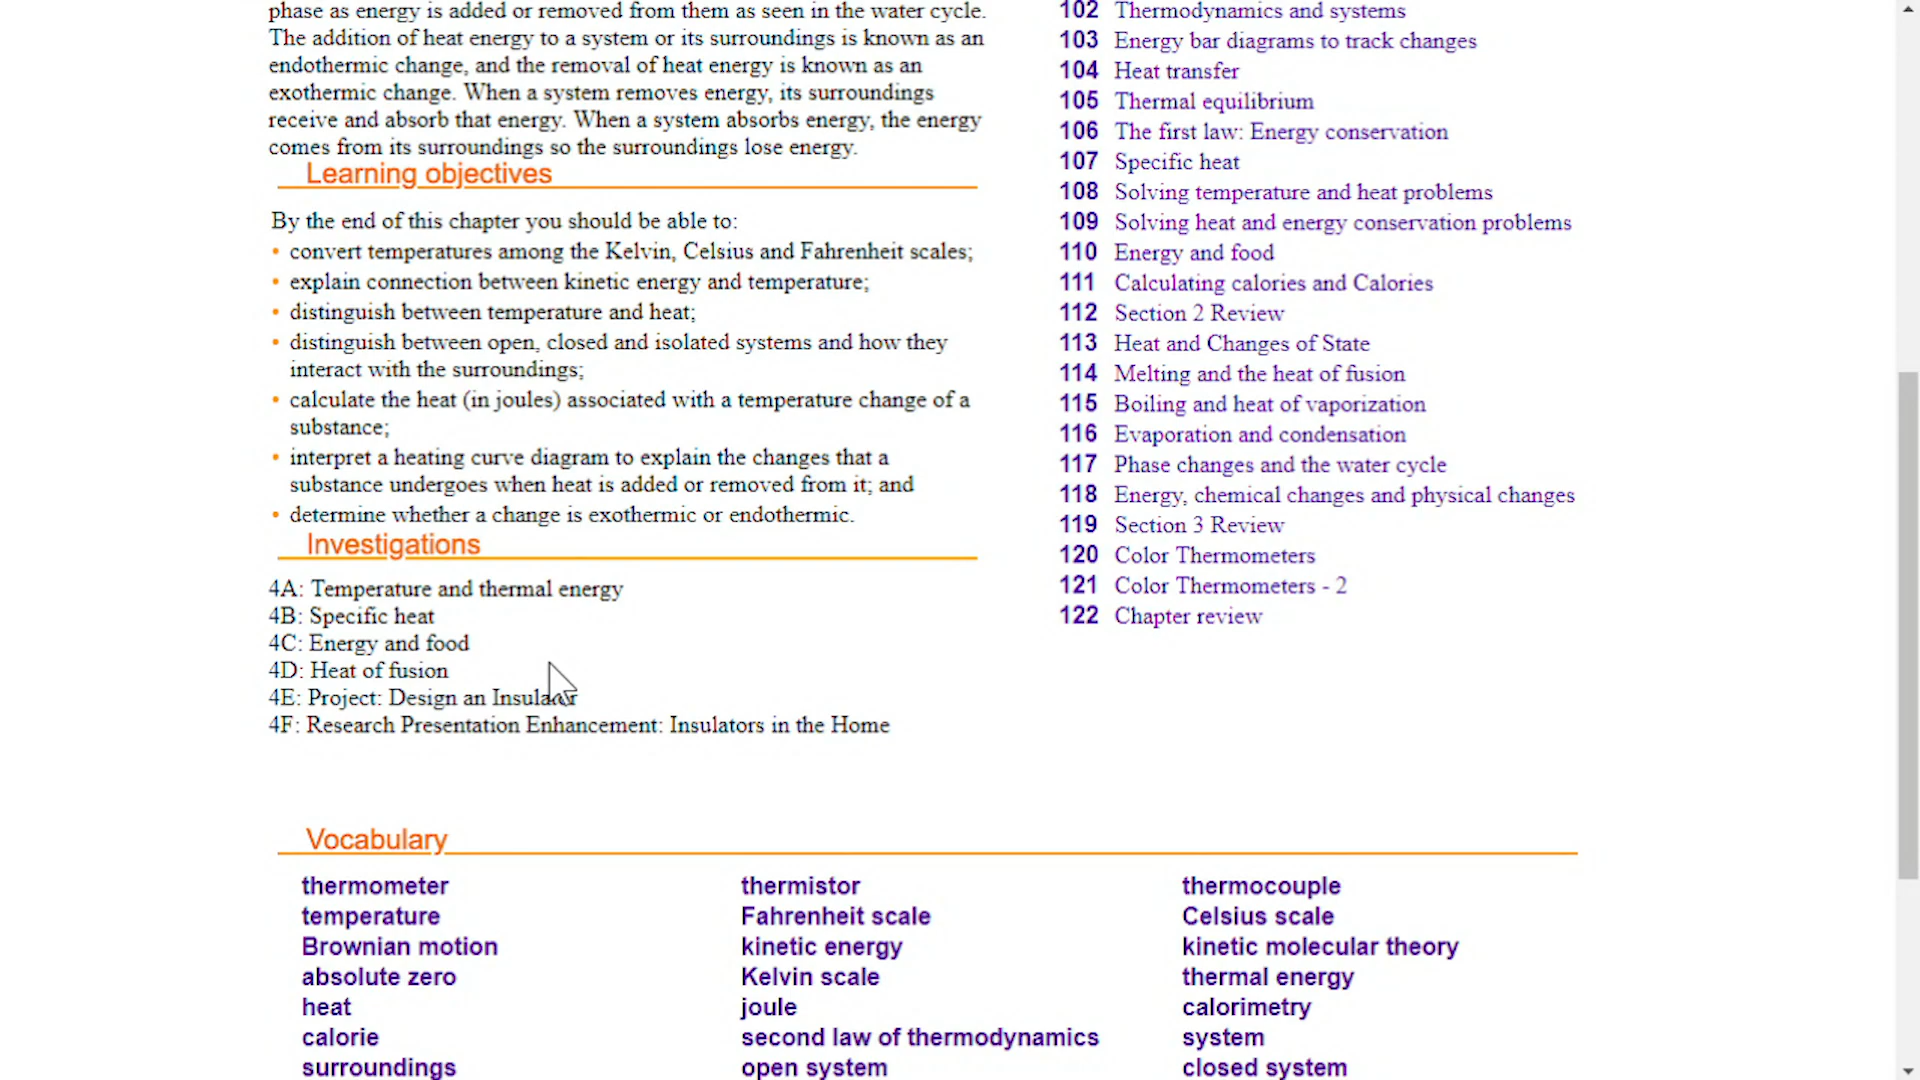 phase as energy is added or removed from them as seen in the water cycle.
The addition of heat energy to a system or its surroundings is known as an
endothermic change, and the removal of heat energy is known as an
exothermic change. When a system removes energy, its surroundings
receive and absorb that energy. When a system absorbs energy, the energy
comes from its surroundings so the surroundings lose energy.
Learning objectives
By the end of this chapter you should be able to:
• convert temperatures among the Kelvin, Celsius and Fahrenheit scales;
• explain connection between kinetic energy and temperature;
• distinguish between temperature and heat;
• distinguish between open, closed and isolated systems and how they
interact with the surroundings;
• calculate the heat (in joules) associated with a temperature change of a
substance;
• interpret a heating curve diagram to explain the changes that a
substance undergoes when heat is added or removed from it; and
• determine whether a change is exothermic or endothermic.
Investigations
4A: Temperature and thermal energy
4B: Specific heat
4C: Energy and food
4D: Heat of fusion
4E: Project: Design an Insulator
4F: Research Presentation Enhancement: Insulators in the Home
102 Thermodynamics and systems
103 Energy bar diagrams to track changes
104 Heat transfer
105 Thermal equilibrium
106 The first law: Energy conservation
107 Specific heat
108 Solving temperature and heat problems
109 Solving heat and energy conservation problems
110 Energy and food
111 Calculating calories and Calories
112 Section 2 Review
113 Heat and Changes of State
114 Melting and the heat of fusion
115 Boiling and heat of vaporization
116 Evaporation and condensation
117 Phase changes and the water cycle
118 Energy, chemical changes and physical changes
119 Section 3 Review
120 Color Thermometers
121 Color Thermometers - 2
122 Chapter review
Vocabulary
thermometer thermistor thermocouple
temperature Fahrenheit scale Celsius scale
Brownian motion kinetic energy kinetic molecular theory
absolute zero Kelvin scale thermal energy
heat joule calorimetry
calorie second law of thermodynamics system
surroundings open system closed system